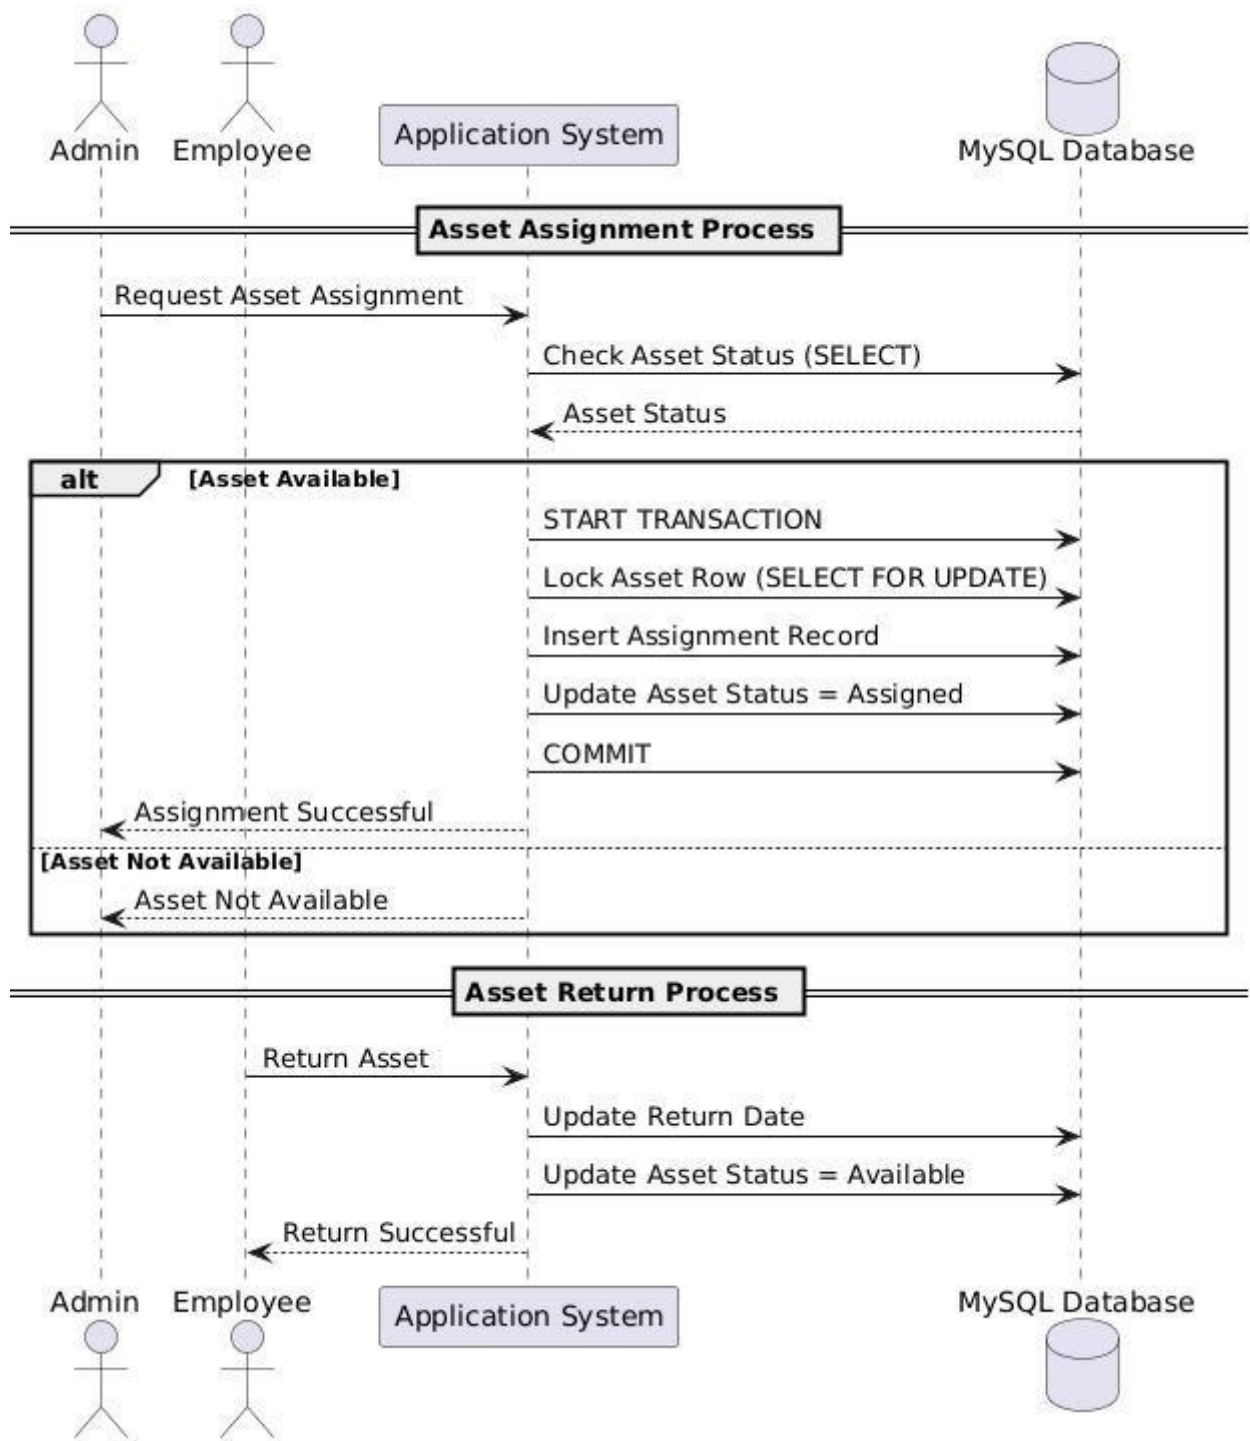 Admin
Employee
Application System
MySQL Database
Asset Assignment Process
Request Asset Assignment
Check Asset Status (SELECT)
Asset Status
alt
[Asset Available]
START TRANSACTION
Lock Asset Row (SELECT FOR UPDATE)
Insert Assignment Record
Update Asset Status = Assigned
COMMIT
Assignment Successful
[Asset Not Available]
Asset Not Available
Asset Return Process
Return Asset
Update Return Date
Update Asset Status = Available
Return Successful
Admin
Employee
Application System
MySQL Database